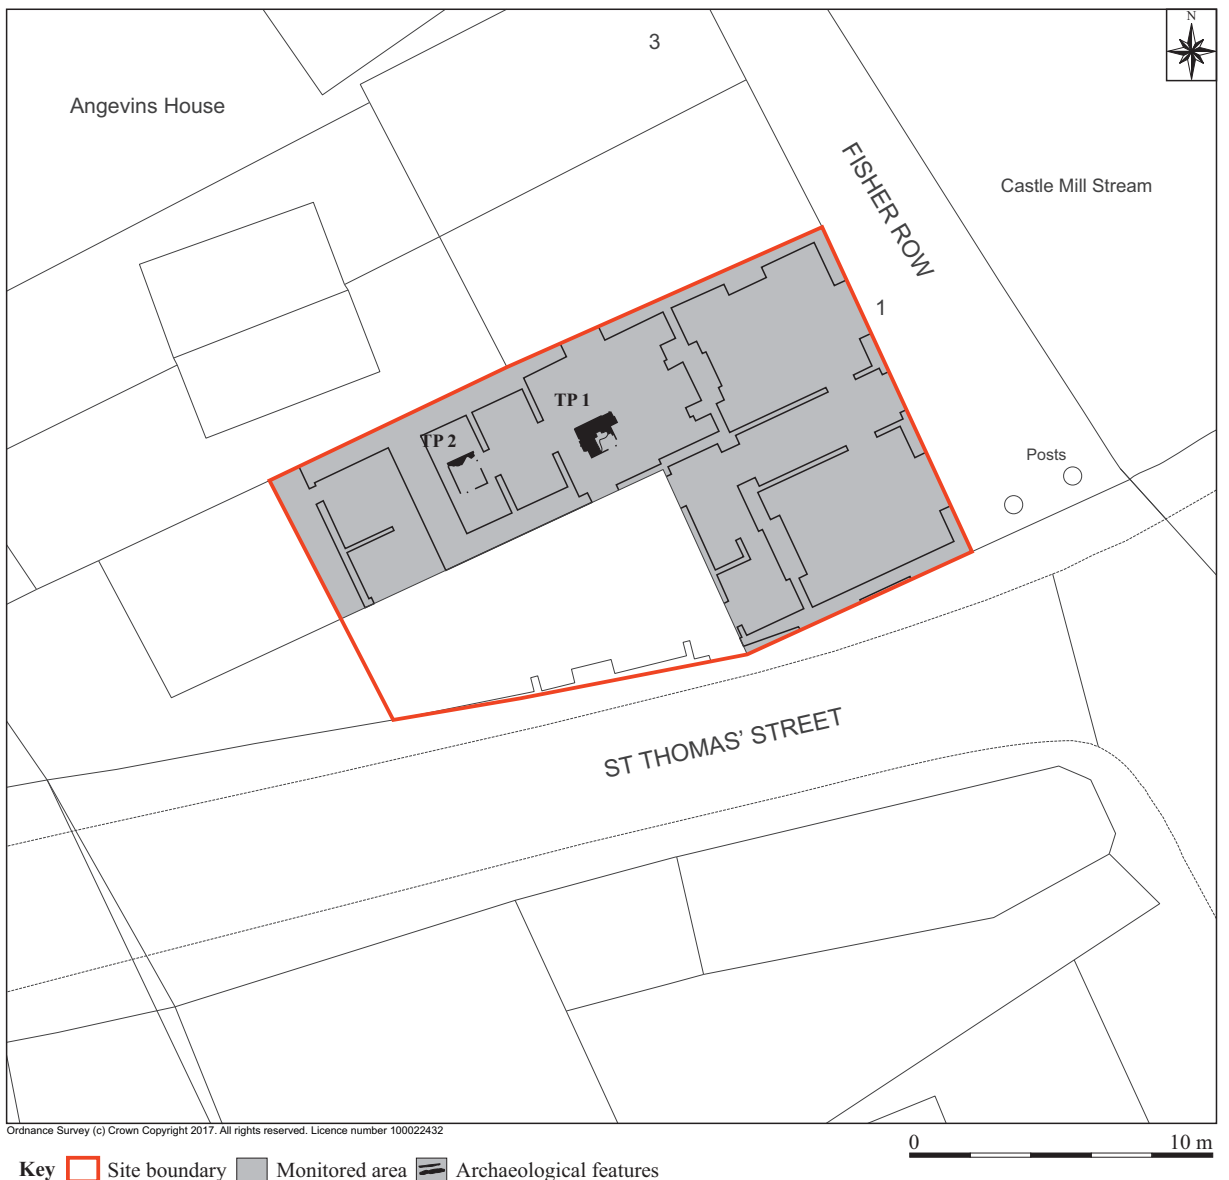 N
3
Angevins House
FISHER ROW
Castle Mill Stream
1
TP 1
TP 2
Posts
ST THOMAS' STREET
Ordnance Survey (c) Crown Copyright 2017. All rights reserved. Licence number 100022432
0 10 m
Key Site boundary Monitored area Archaeological features